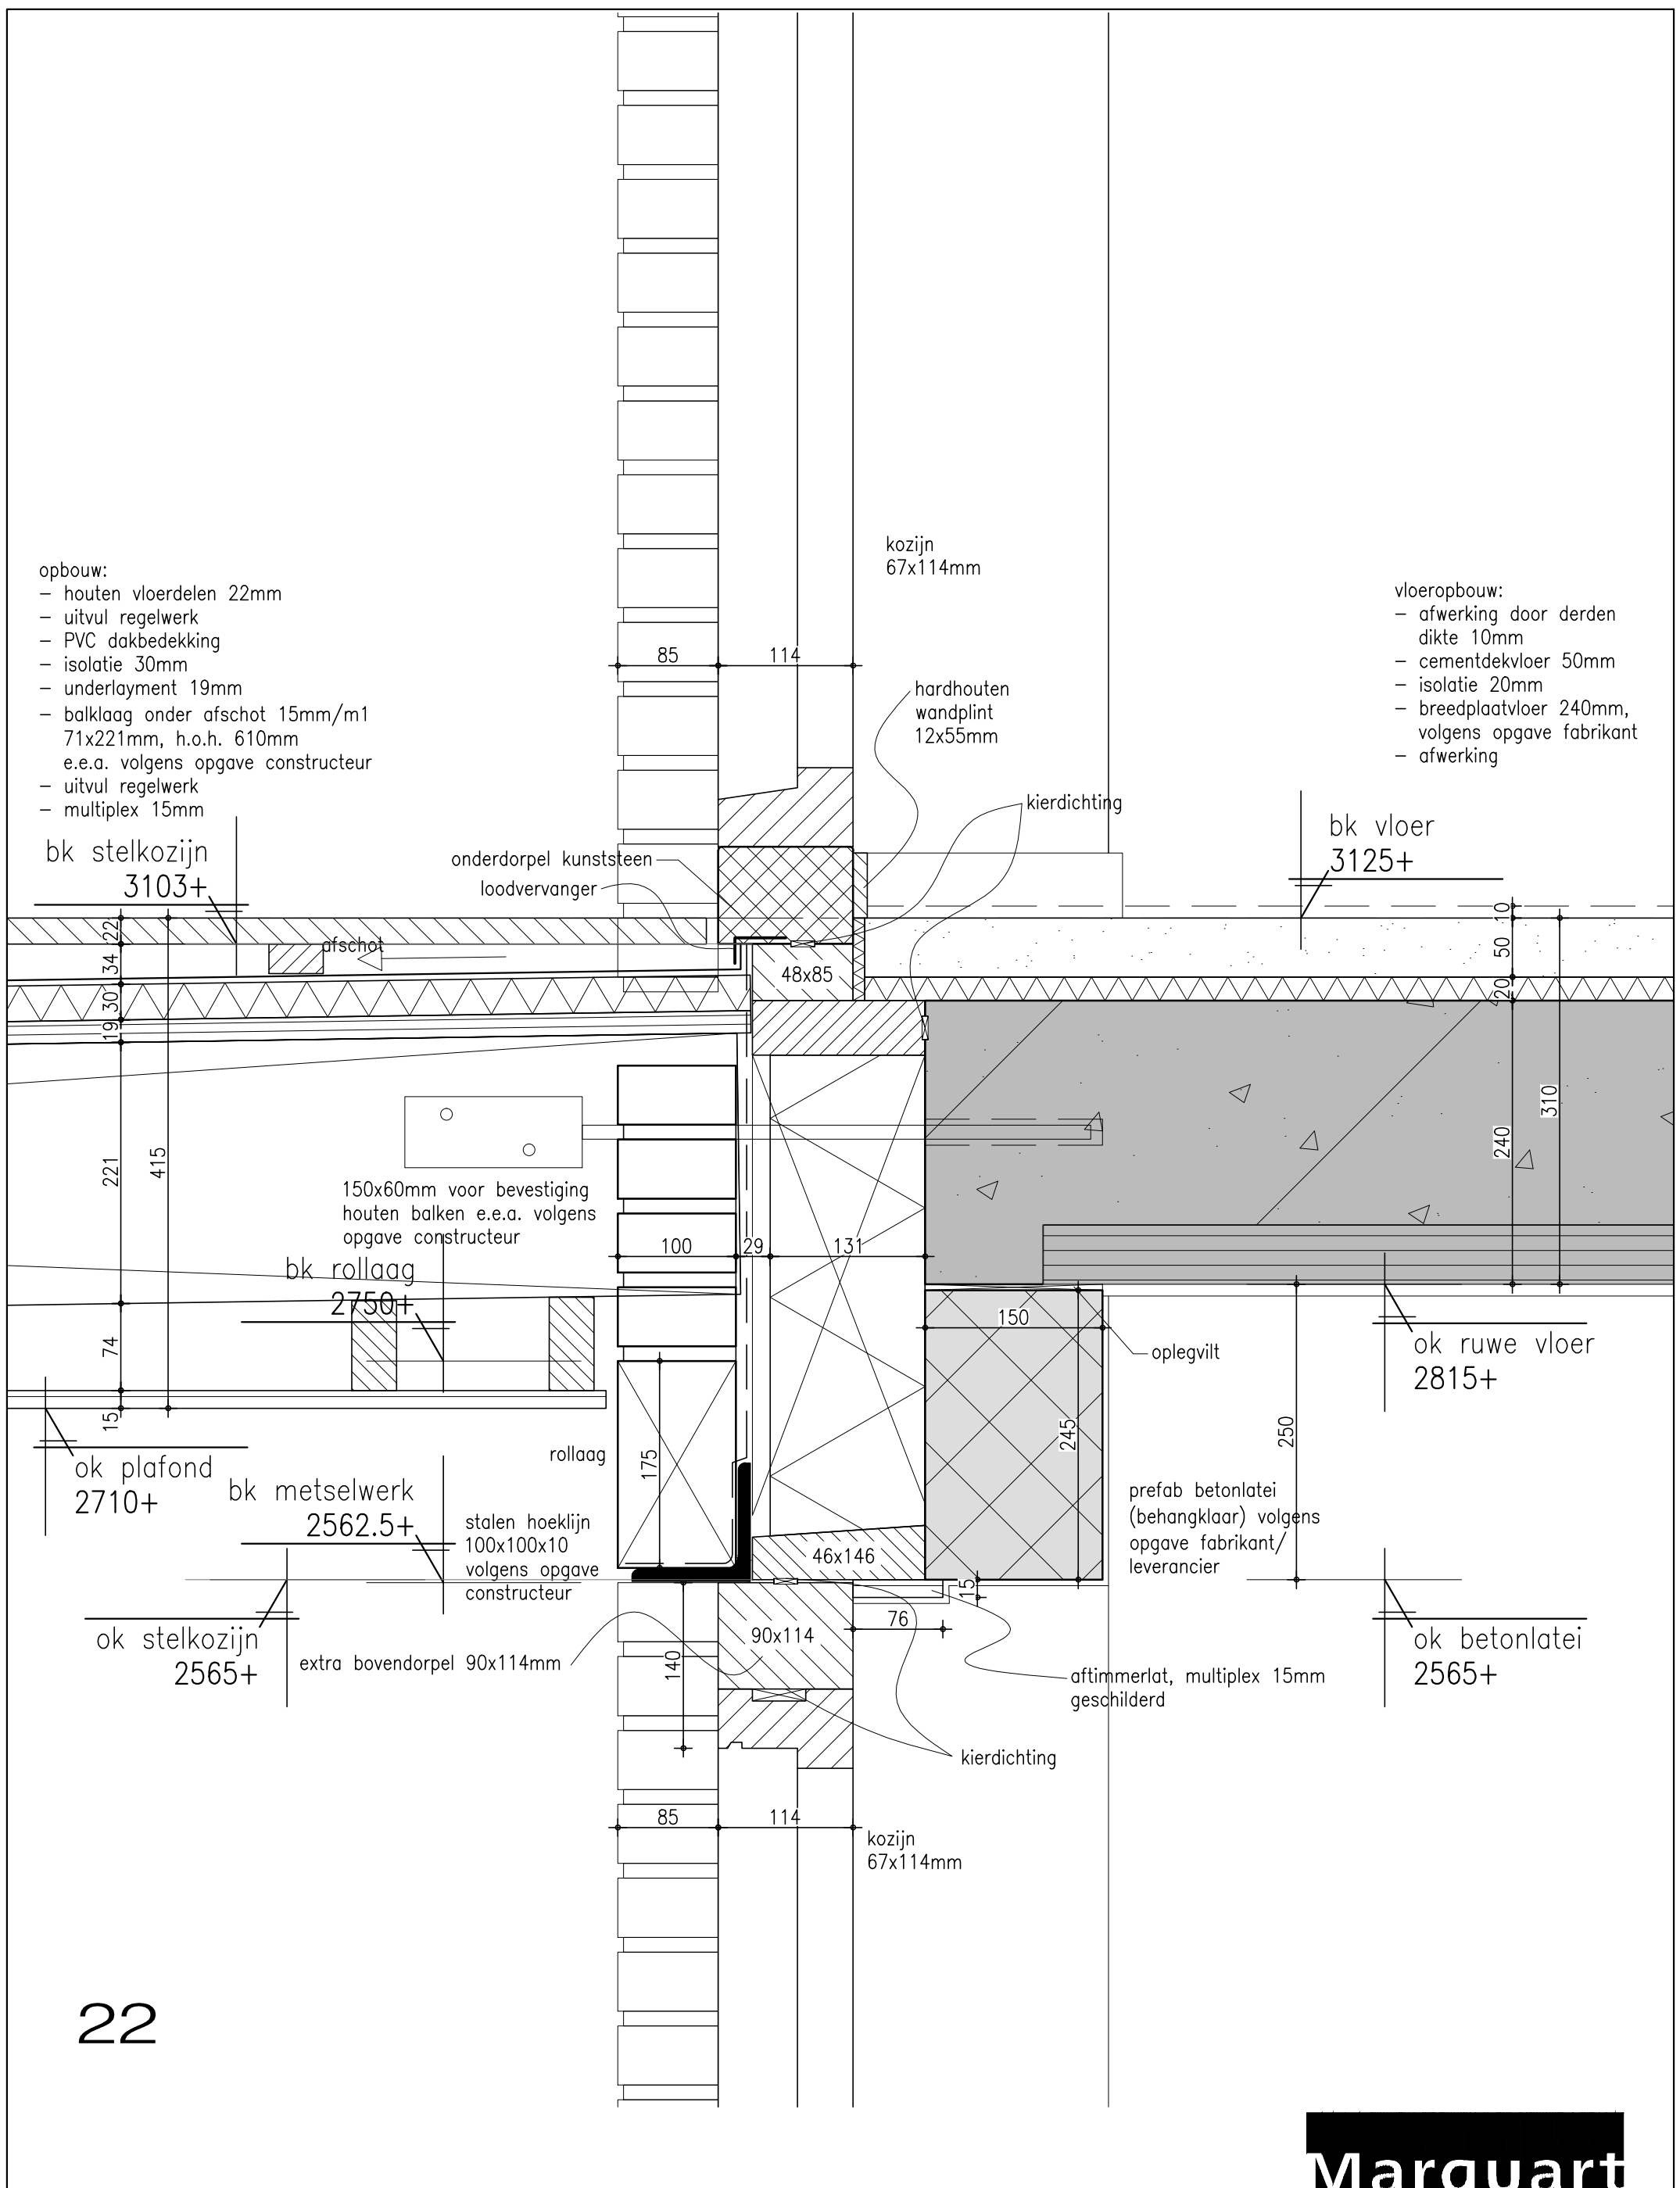 kozijn
67x114mm
opbouw:
– houten vloerdelen 22mm
– uitvul regelwerk
– PVC dakbedekking
– isolatie 30mm
– underlayment 19mm
– balklaag onder afschot 15mm/m1
71x221mm, h.o.h. 610mm
e.e.a. volgens opgave constructeur
– uitvul regelwerk
– multiplex 15mm
vloeropbouw:
– afwerking door derden
dikte 10mm
– cementdekvloer 50mm
– isolatie 20mm
– breedplaatvloer 240mm,
volgens opgave fabrikant
– afwerking
85
114
hardhouten
wandplint
12x55mm
kierdichting
bk stelkozijn
3103+
onderdorpel kunststeen
loodvervanger
bk vloer
3125+
22
34
30
19
221
74
15
415
afschot
48x85
10
50
20
240
310
150x60mm voor bevestiging
houten balken e.e.a. volgens
opgave constructeur
100
29
131
bk rollaag
2750+
150
oplegvilt
ok ruwe vloer
2815+
ok plafond
2710+
rollaag
175
245
250
bk metselwerk
2562.5+
stalen hoeklijn
100x100x10
volgens opgave
constructeur
46x146
prefab betonlatei
(behangklaar) volgens
opgave fabrikant/
leverancier
15
76
ok stelkozijn
2565+
extra bovendorpel 90x114mm
90x114
140
ok betonlatei
2565+
aftimmerlat, multiplex 15mm
geschilderd
kierdichting
85
114
kozijn
67x114mm
22
Marquart